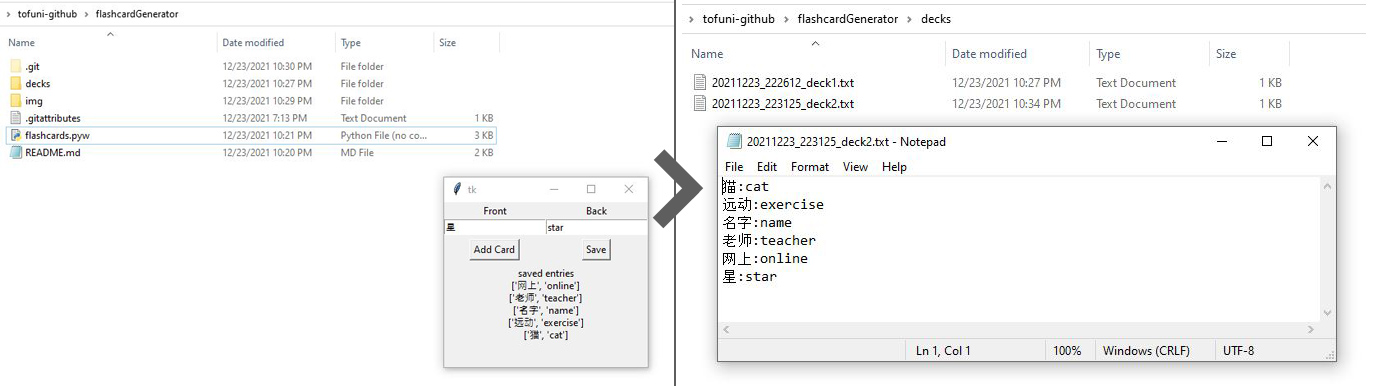 tofuni-github > flashcardGenerator
Name Date modified Type Size
.git 12/23/2021 10:30 PM File folder
decks 12/23/2021 10:27 PM File folder
img 12/23/2021 10:29 PM File folder
.gitattributes 12/23/2021 7:13 PM Text Document 1 KB
flashcards.pyw 12/23/2021 10:21 PM Python File (no co... 3 KB
README.md 12/23/2021 10:20 PM MD File 2 KB
tk
Front Back
星 star
Add Card Save
saved entries
['网上', 'online']
['老师', 'teacher']
['名字', 'name']
['远动', 'exercise']
['猫', 'cat']
tofuni-github > flashcardGenerator > decks
Name Date modified Type Size
20211223_222612_deck1.txt 12/23/2021 10:27 PM Text Document 1 KB
20211223_223125_deck2.txt 12/23/2021 10:34 PM Text Document 1 KB
20211223_223125_deck2.txt - Notepad
File Edit Format View Help
猫:cat
远动:exercise
名字:name
老师:teacher
网上:online
星:star
Ln 1, Col 1 100% Windows (CRLF) UTF-8